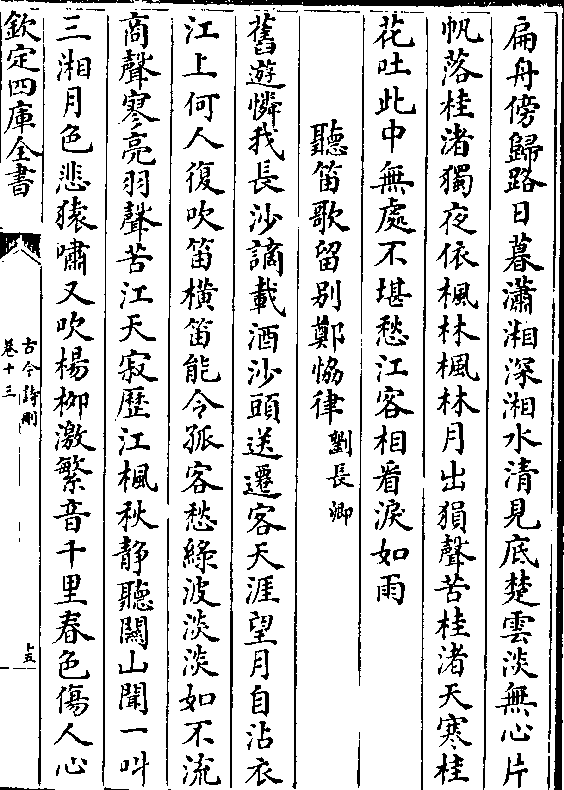 扁舟傍歸路日暮瀟湘深湘水清見底楚雲淡無心片
帆落桂渚獨夜依楓林楓林月出猿聲苦桂渚天寒桂
花吐此中無處不堪愁江客相看淚如雨
聽笛歌留别鄭恊律劉長卿
舊遊憐我長沙謫載酒沙頭送遷客天涯望月自沾衣
江上何人復吹笛横笛能令孤客愁緑波淡淡如不流
商聲寥亮羽聲苦江天寂歷江楓秋静聽闗山聞一叫
三湘月色悲猿嘯又吹楊柳激繁音千里春色傷人心
欽定四庫全書
古今詩刪
卷十三
十五